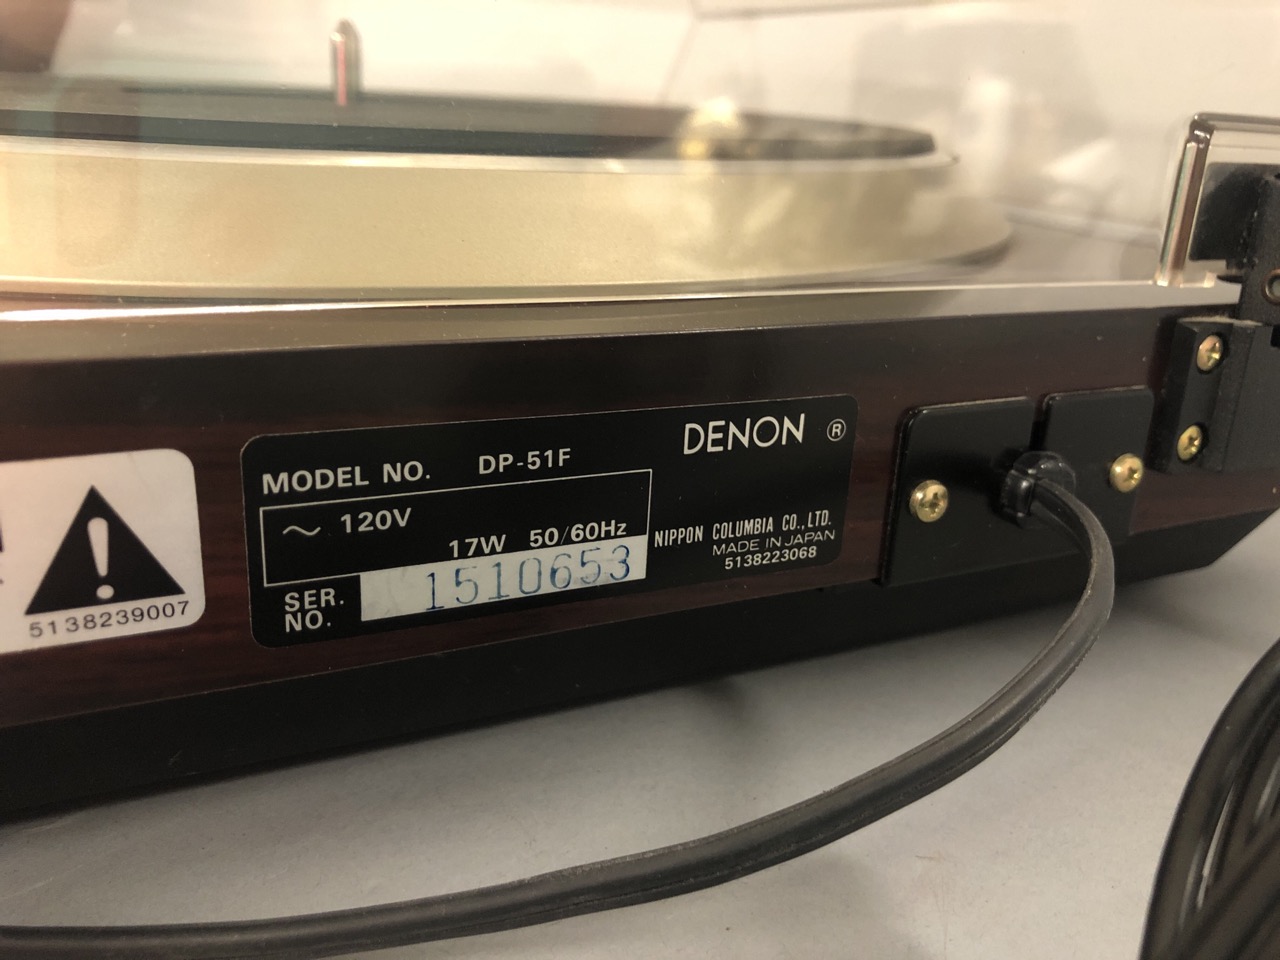 5138239007
DENON ®
MODEL NO. DP-51F
~ 120V
17W 50/60Hz
SER. NO. 1510653
NIPPON COLUMBIA CO.,LTD.
MADE IN JAPAN
5138223068